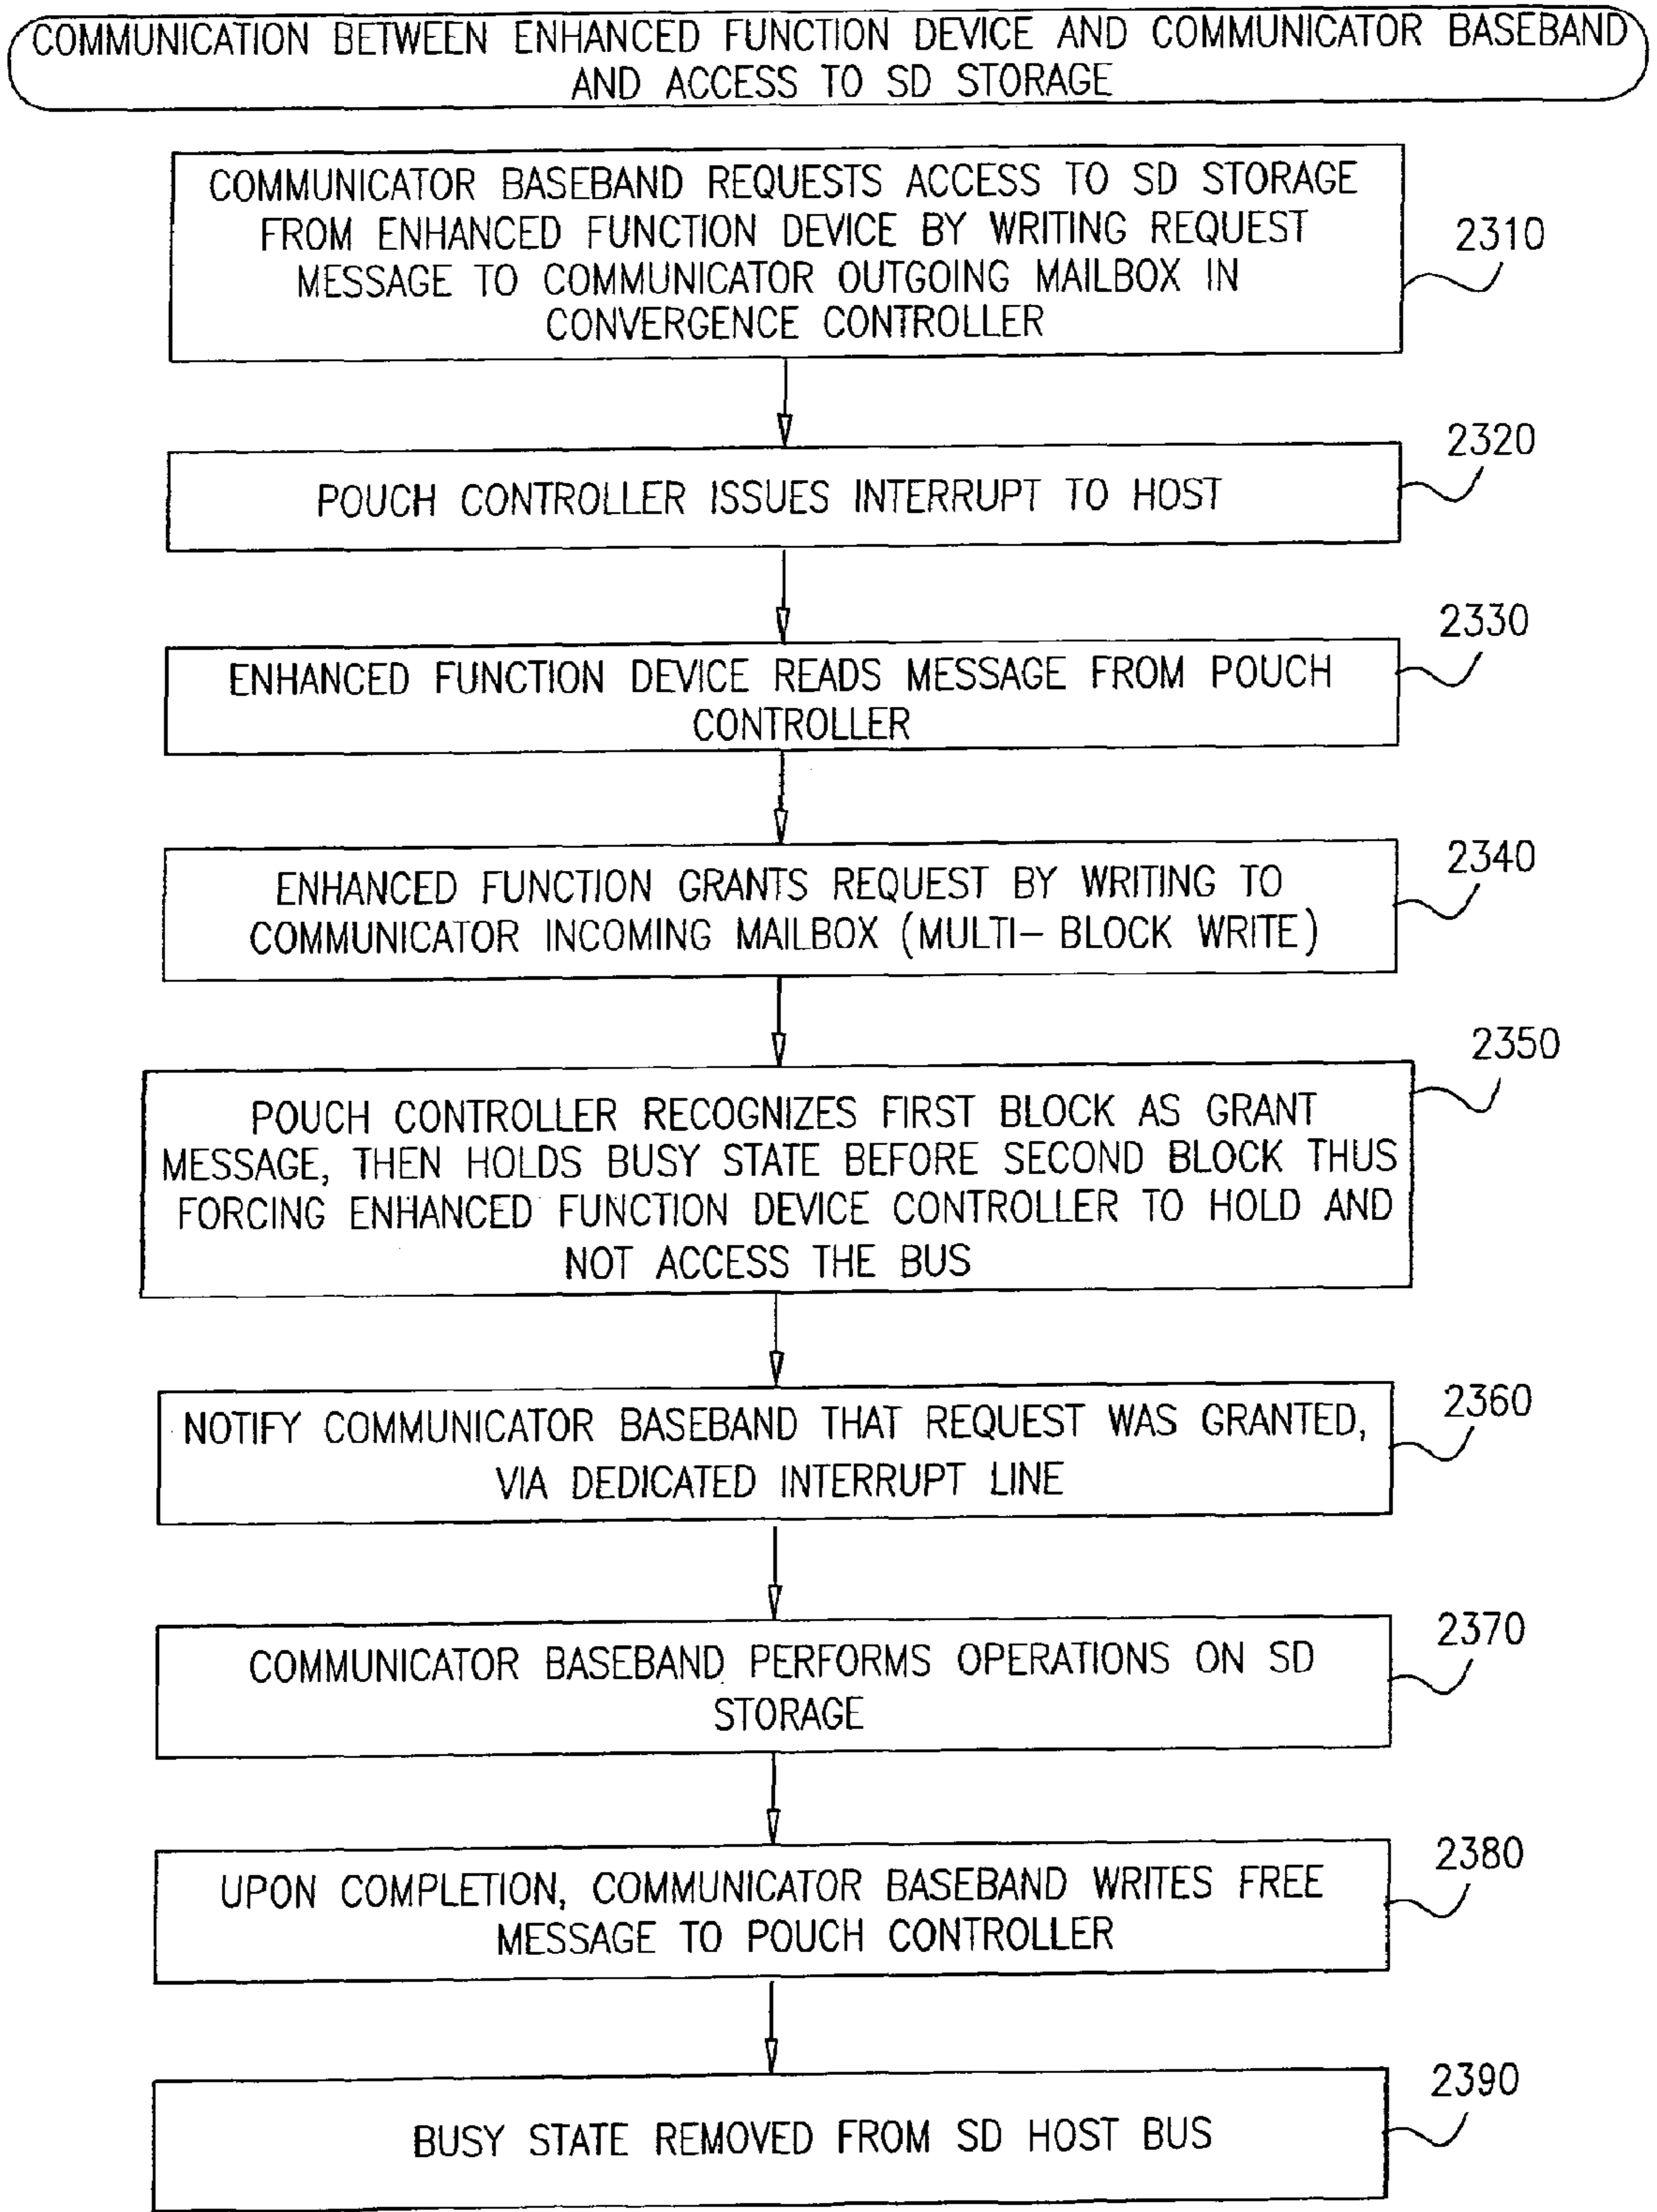 COMMUNICATION BETWEEN ENHANCED FUNCTION DEVICE AND COMMUNICATOR BASEBAND
AND ACCESS TO SD STORAGE
COMMUNICATOR BASEBAND REQUESTS ACCESS TO SD STORAGE
FROM ENHANCED FUNCTION DEVICE BY WRITING REQUEST
MESSAGE TO COMMUNICATOR OUTGOING MAILBOX IN
CONVERGENCE CONTROLLER
2310
POUCH CONTROLLER ISSUES INTERRUPT TO HOST
2320
ENHANCED FUNCTION DEVICE READS MESSAGE FROM POUCH
CONTROLLER
2330
ENHANCED FUNCTION GRANTS REQUEST BY WRITING TO
COMMUNICATOR INCOMING MAILBOX (MULTI- BLOCK WRITE)
2340
POUCH CONTROLLER RECOGNIZES FIRST BLOCK AS GRANT
MESSAGE, THEN HOLDS BUSY STATE BEFORE SECOND BLOCK THUS
FORCING ENHANCED FUNCTION DEVICE CONTROLLER TO HOLD AND
NOT ACCESS THE BUS
2350
NOTIFY COMMUNICATOR BASEBAND THAT REQUEST WAS GRANTED,
VIA DEDICATED INTERRUPT LINE
2360
COMMUNICATOR BASEBAND PERFORMS OPERATIONS ON SD
STORAGE
2370
UPON COMPLETION, COMMUNICATOR BASEBAND WRITES FREE
MESSAGE TO POUCH CONTROLLER
2380
BUSY STATE REMOVED FROM SD HOST BUS
2390